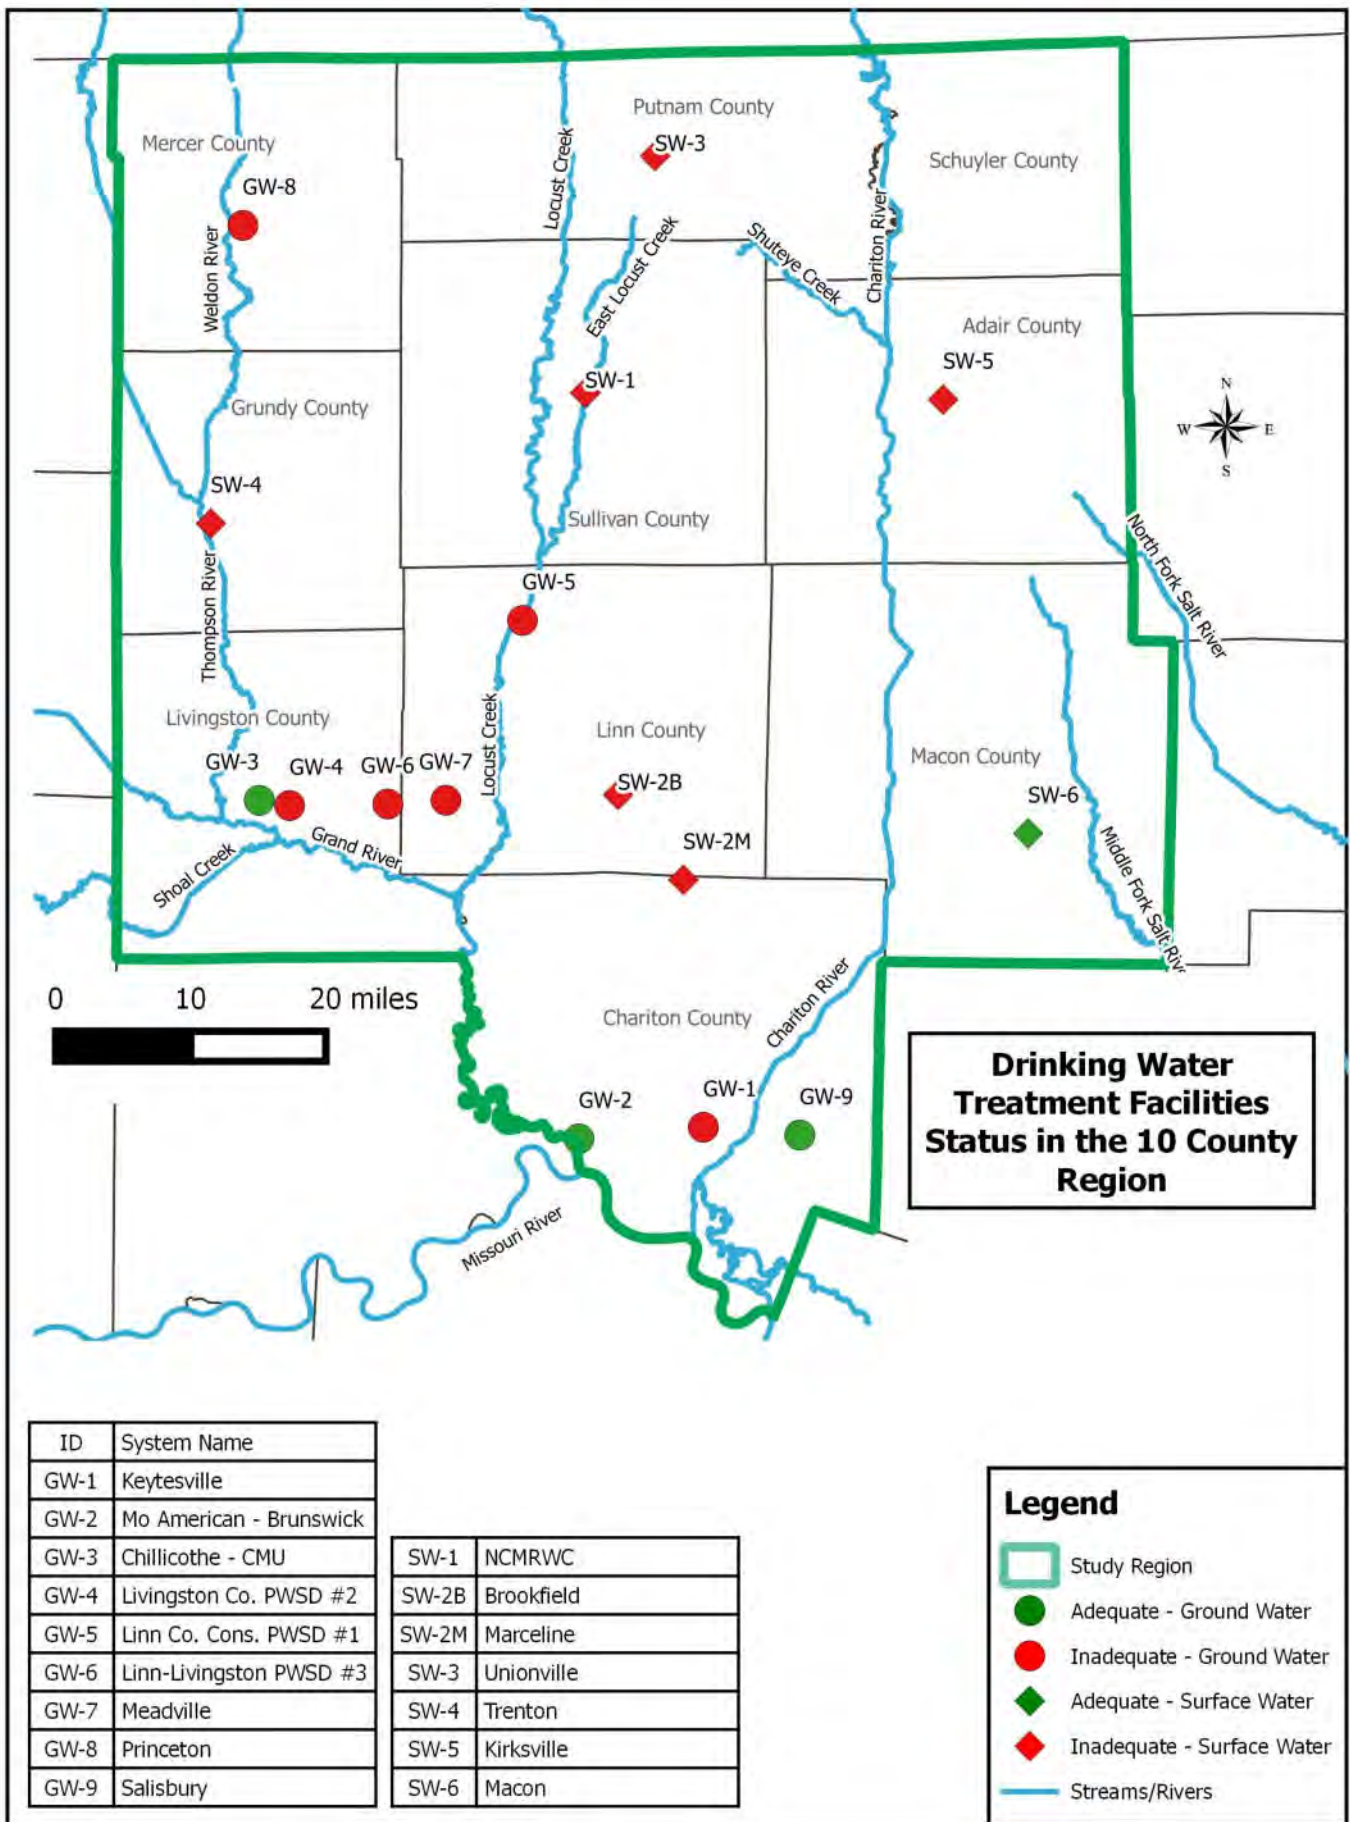 Putnam County
SW-3
Mercer County
Schuyler County
GW-8
Locust Creek
Weldon River
Chariton River
East Locust Creek
Shuteye Creek
Adair County
SW-5
SW-1
Grundy County
N
W E
S
SW-4
Sullivan County
North Fork Salt River
Thompson River
GW-5
Livingston County
Locust Creek
Linn County
Macon County
GW-3
GW-4
GW-6
GW-7
SW-2B
SW-6
SW-2M
Grand River
Shoal Creek
Middle Fork Salt Riv
0 10 20 miles
Chariton County
Chariton River
Drinking Water
Treatment Facilities
Status in the 10 County
Region
GW-2
GW-1
GW-9
Missouri River
ID System Name
GW-1 Keytesville
GW-2 Mo American - Brunswick
GW-3 Chillicothe - CMU
GW-4 Livingston Co. PWSD #2
GW-5 Linn Co. Cons. PWSD #1
GW-6 Linn-Livingston PWSD #3
GW-7 Meadville
GW-8 Princeton
GW-9 Salisbury
SW-1 NCMRWC
SW-2B Brookfield
SW-2M Marceline
SW-3 Unionville
SW-4 Trenton
SW-5 Kirksville
SW-6 Macon
Legend
Study Region
Adequate - Ground Water
Inadequate - Ground Water
Adequate - Surface Water
Inadequate - Surface Water
Streams/Rivers